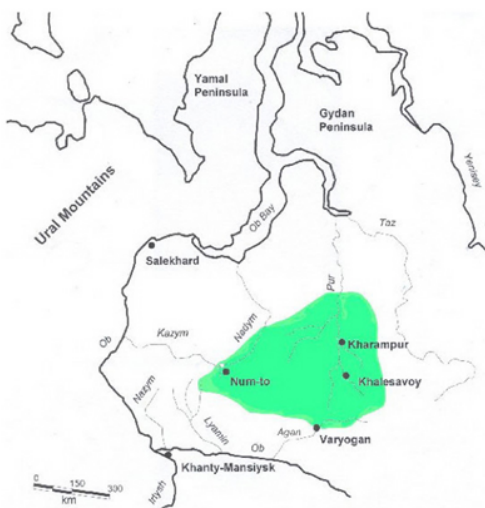 Yamal
Peninsula
Gydan
Peninsula
Yenisey
Ural Mountains
Ob Bay
Taz
Salekhard
Pur
Ob
Kazym
Nadym
Kharampur
Num-to
Khalesavoy
Nazym
Lyamin
Agan
Varyogan
Ob
Khanty-Mansiysk
Irtysh
0 150 300
km